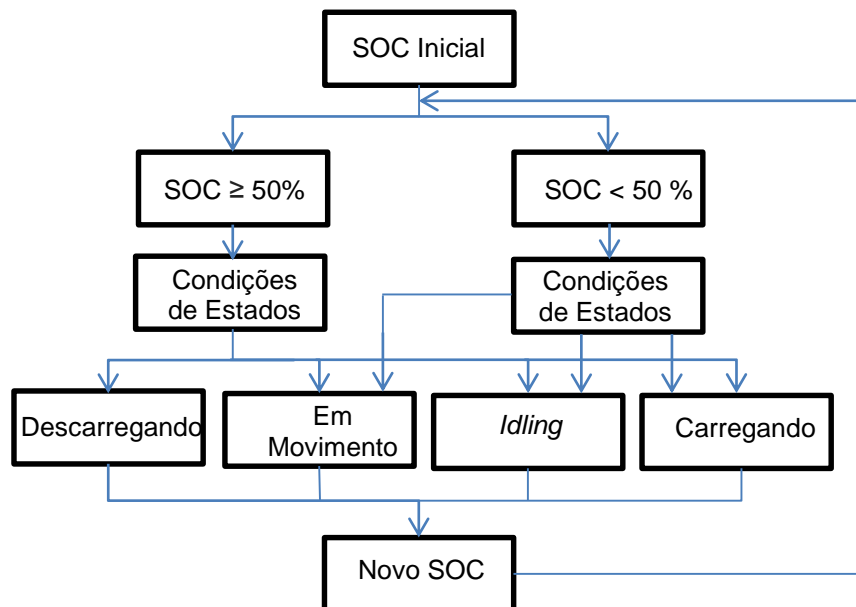 SOC Inicial
SOC ≥ 50%
SOC < 50 %
Condições
de Estados
Condições
de Estados
Descarregando
Em
Movimento
Idling
Carregando
Novo SOC